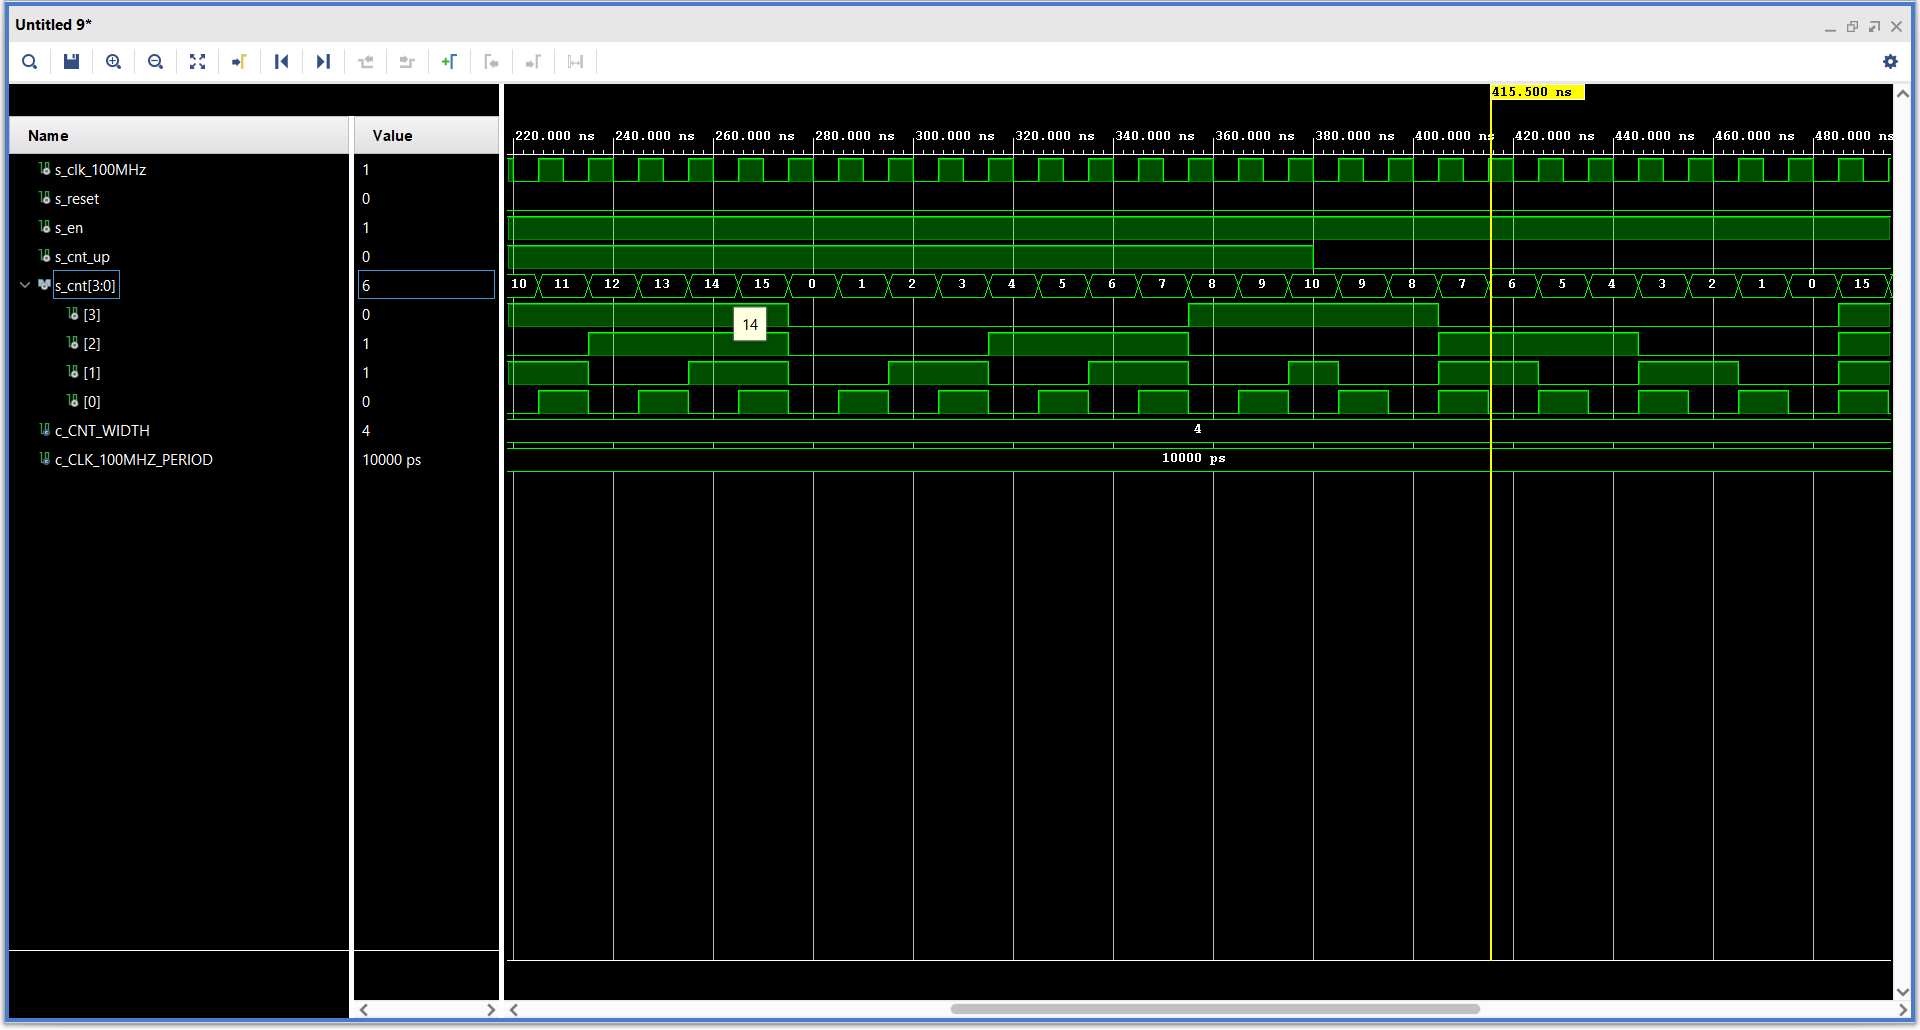 Untitled 9*
415.500 ns
Name Value
220.000 ns 240.000 ns 260.000 ns 280.000 ns 300.000 ns 320.000 ns 340.000 ns 360.000 ns 380.000 ns 400.000 ns 420.000 ns 440.000 ns 460.000 ns 480.000 ns
s_clk_100MHz 1
s_reset 0
s_en 1
s_cnt_up 0
s_cnt[3:0] 6 10 11 12 13 14 15 0 1 2 3 4 5 6 7 8 9 10 9 8 7 6 5 4 3 2 1 0 15
[3] 0
14
[2] 1
[1] 1
[0] 0
c_CNT_WIDTH 4 4
c_CLK_100MHZ_PERIOD 10000 ps 10000 ps